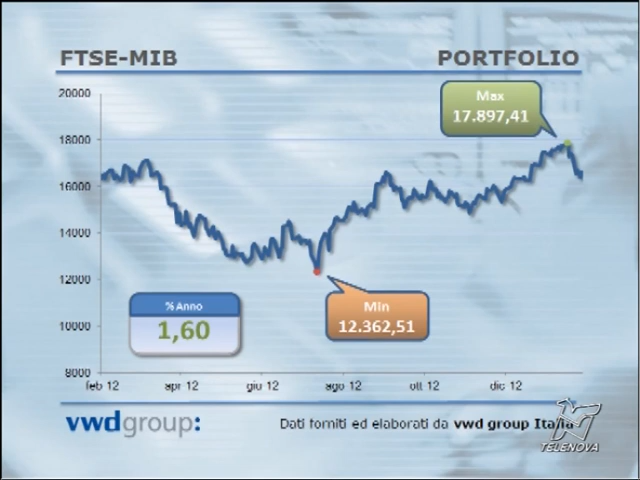 FTSE-MIB PORTFOLIO
20000
Max
17.897,41
18000
16000
14000
12000
% Anno
1,60
Min
12.362,51
10000
8000
feb 12 apr 12 giu 12 ago 12 ott 12 dic 12
vwdgroup: Dati forniti ed elaborati da vwd group Italia
TELENOVA